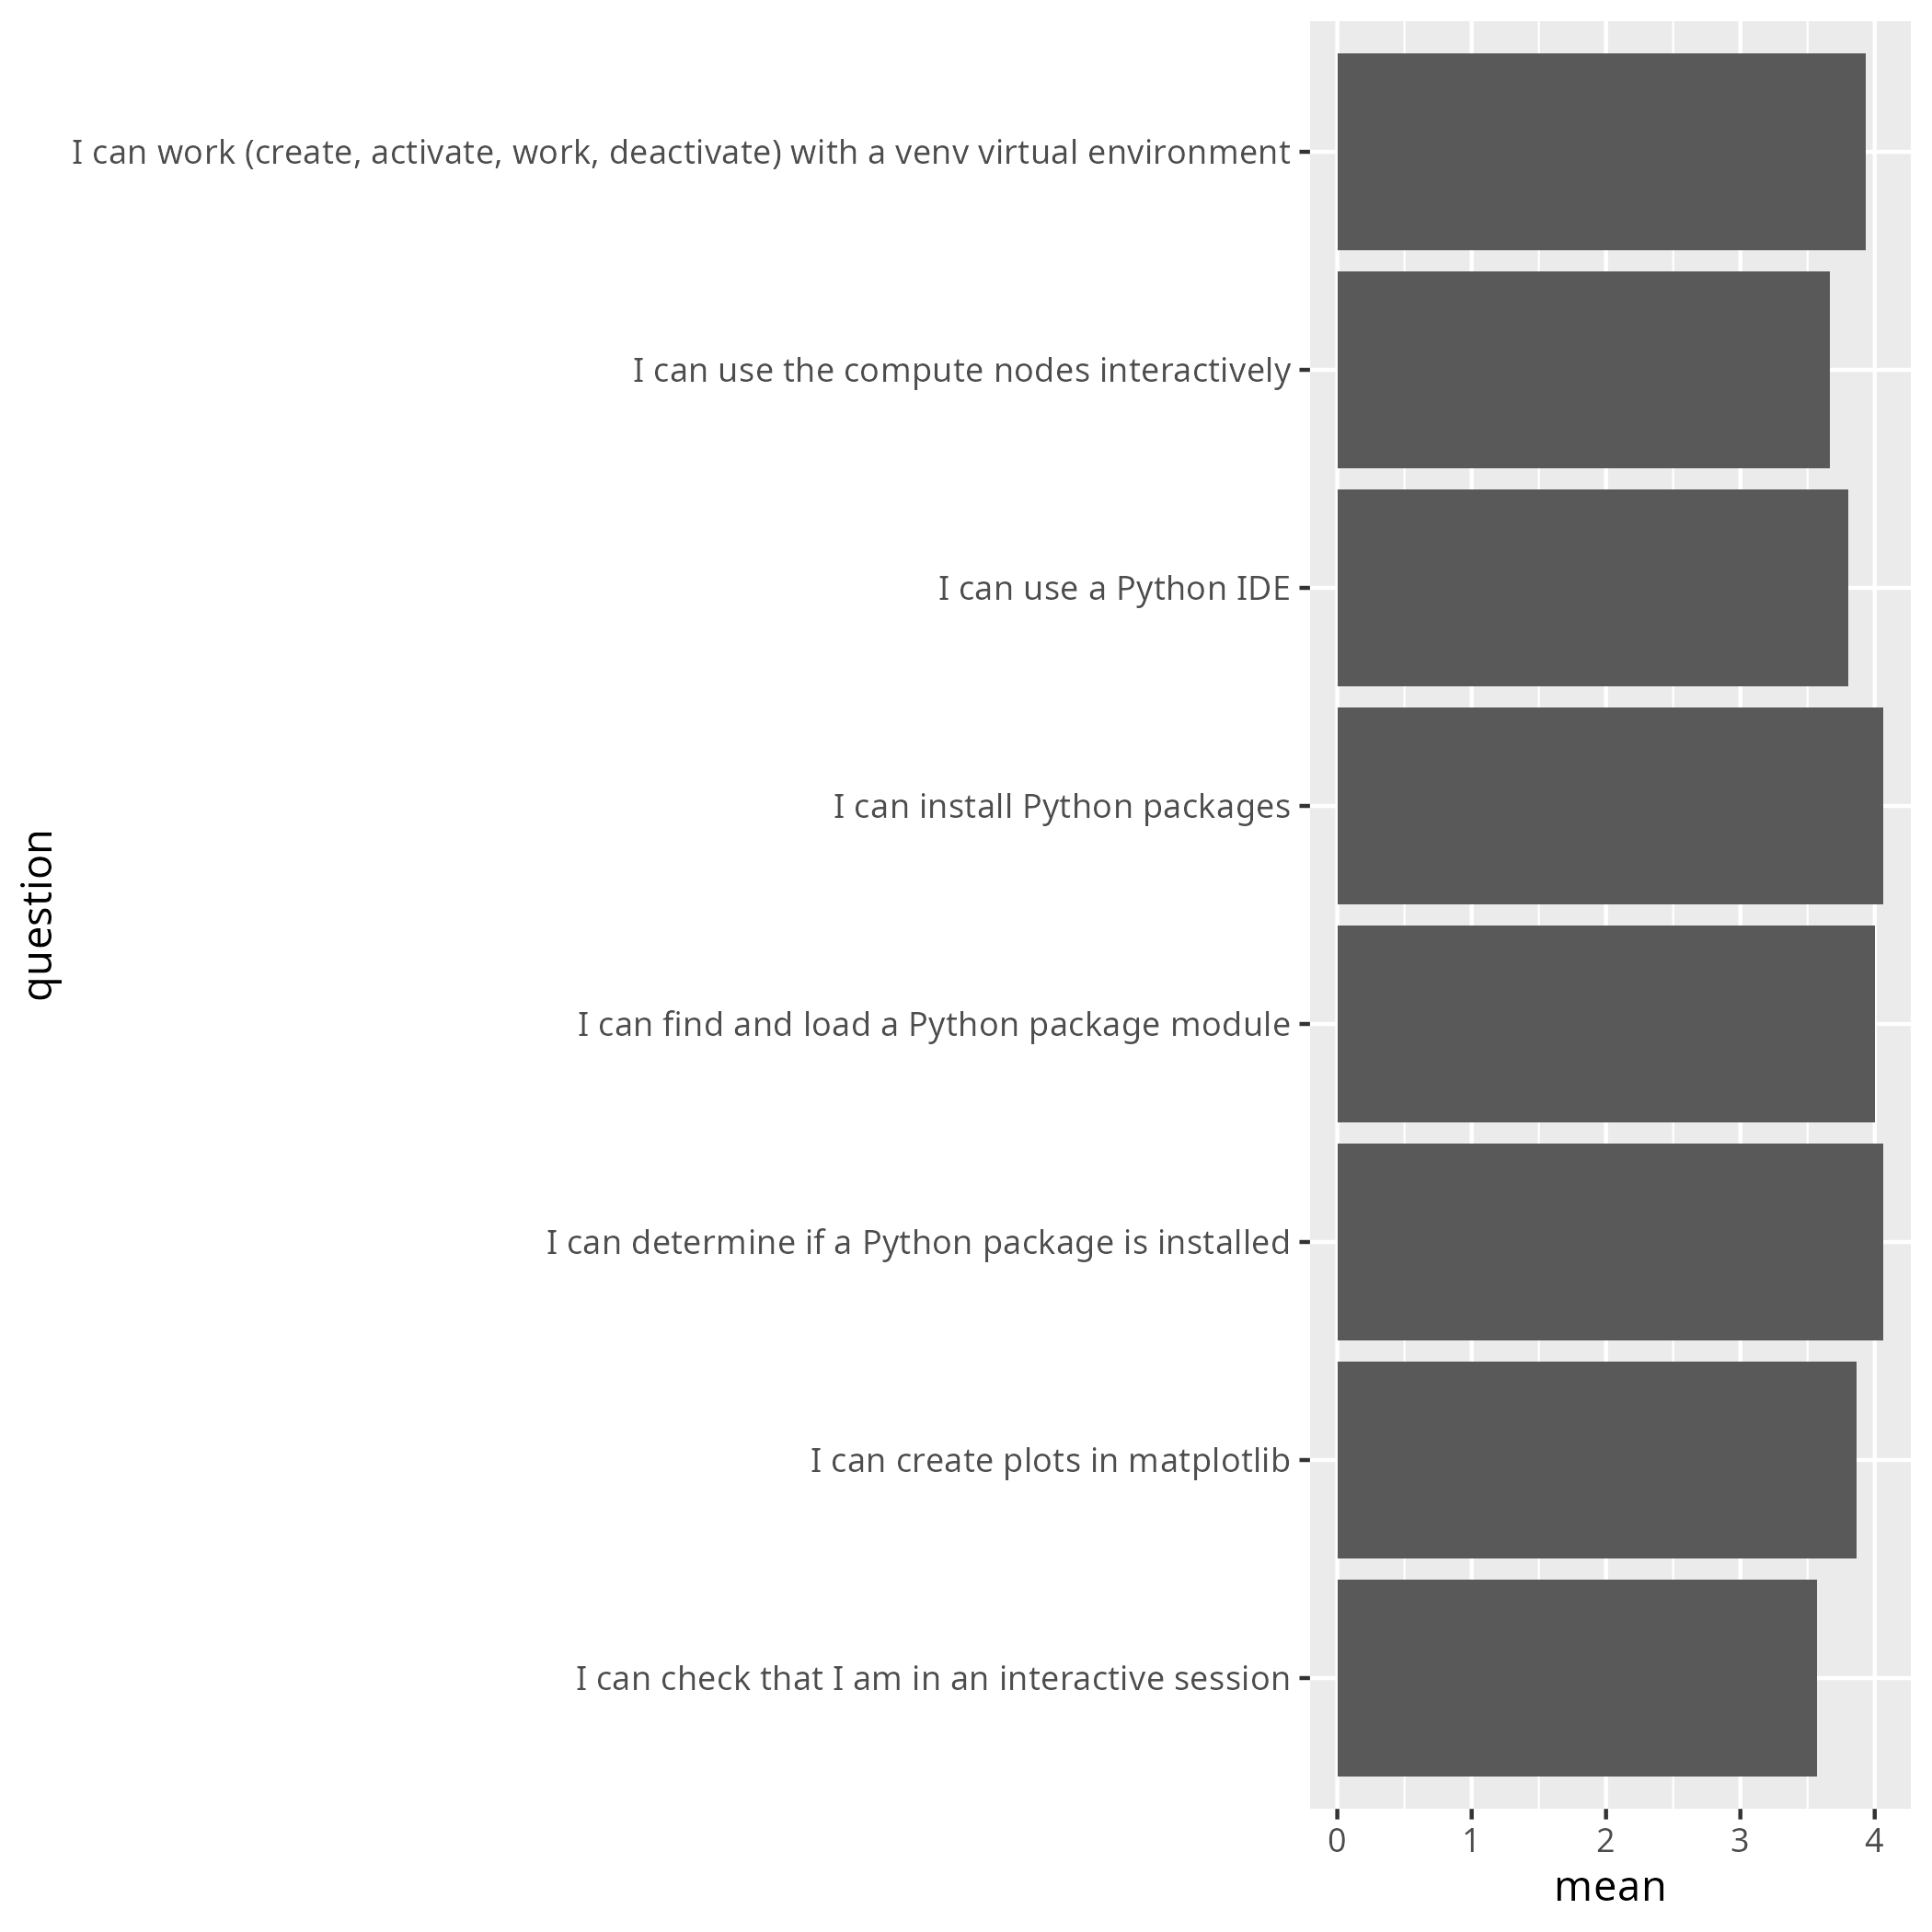 I can work (create, activate, work, deactivate) with a venv virtual environment
I can use the compute nodes interactively
I can use a Python IDE
I can install Python packages
I can find and load a Python package module
I can determine if a Python package is installed
I can create plots in matplotlib
I can check that I am in an interactive session
question
0 1 2 3 4
mean